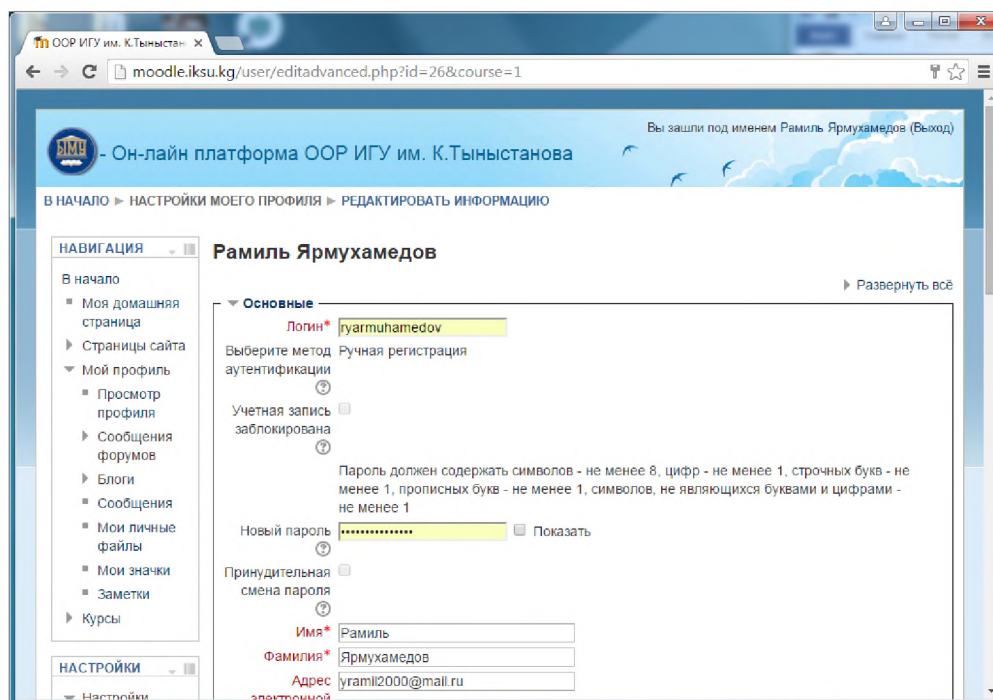 ООР ИГУ им. К.Тыныстан
moodle.iksu.kg/user/editadvanced.php?id=26&course=1
Вы зашли под именем Рамиль Ярмухамедов (Выход)
- Он-лайн платформа ООР ИГУ им. К.Тыныстанова
В НАЧАЛО ► НАСТРОЙКИ МОЕГО ПРОФИЛЯ ► РЕДАКТИРОВАТЬ ИНФОРМАЦИЮ
НАВИГАЦИЯ
В начало
Моя домашняя
страница
Страницы сайта
Мой профиль
Просмотр
профиля
Сообщения
форумов
Блоги
Сообщения
Мои личные
файлы
Мои значки
Заметки
Курсы
НАСТРОЙКИ
Настройки
Рамиль Ярмухамедов
Развернуть всё
Основные
Логин* ryarmuhamedov
Выберите метод Ручная регистрация
аутентификации
Учетная запись
заблокирована
Пароль должен содержать символов - не менее 8, цифр - не менее 1, строчных букв - не
менее 1, прописных букв - не менее 1, символов, не являющихся буквами и цифрами -
не менее 1
Новый пароль ••••••••••••••• Показать
Принудительная
смена пароля
Имя* Рамиль
Фамилия* Ярмухамедов
Адрес yramil2000@mail.ru
электронной